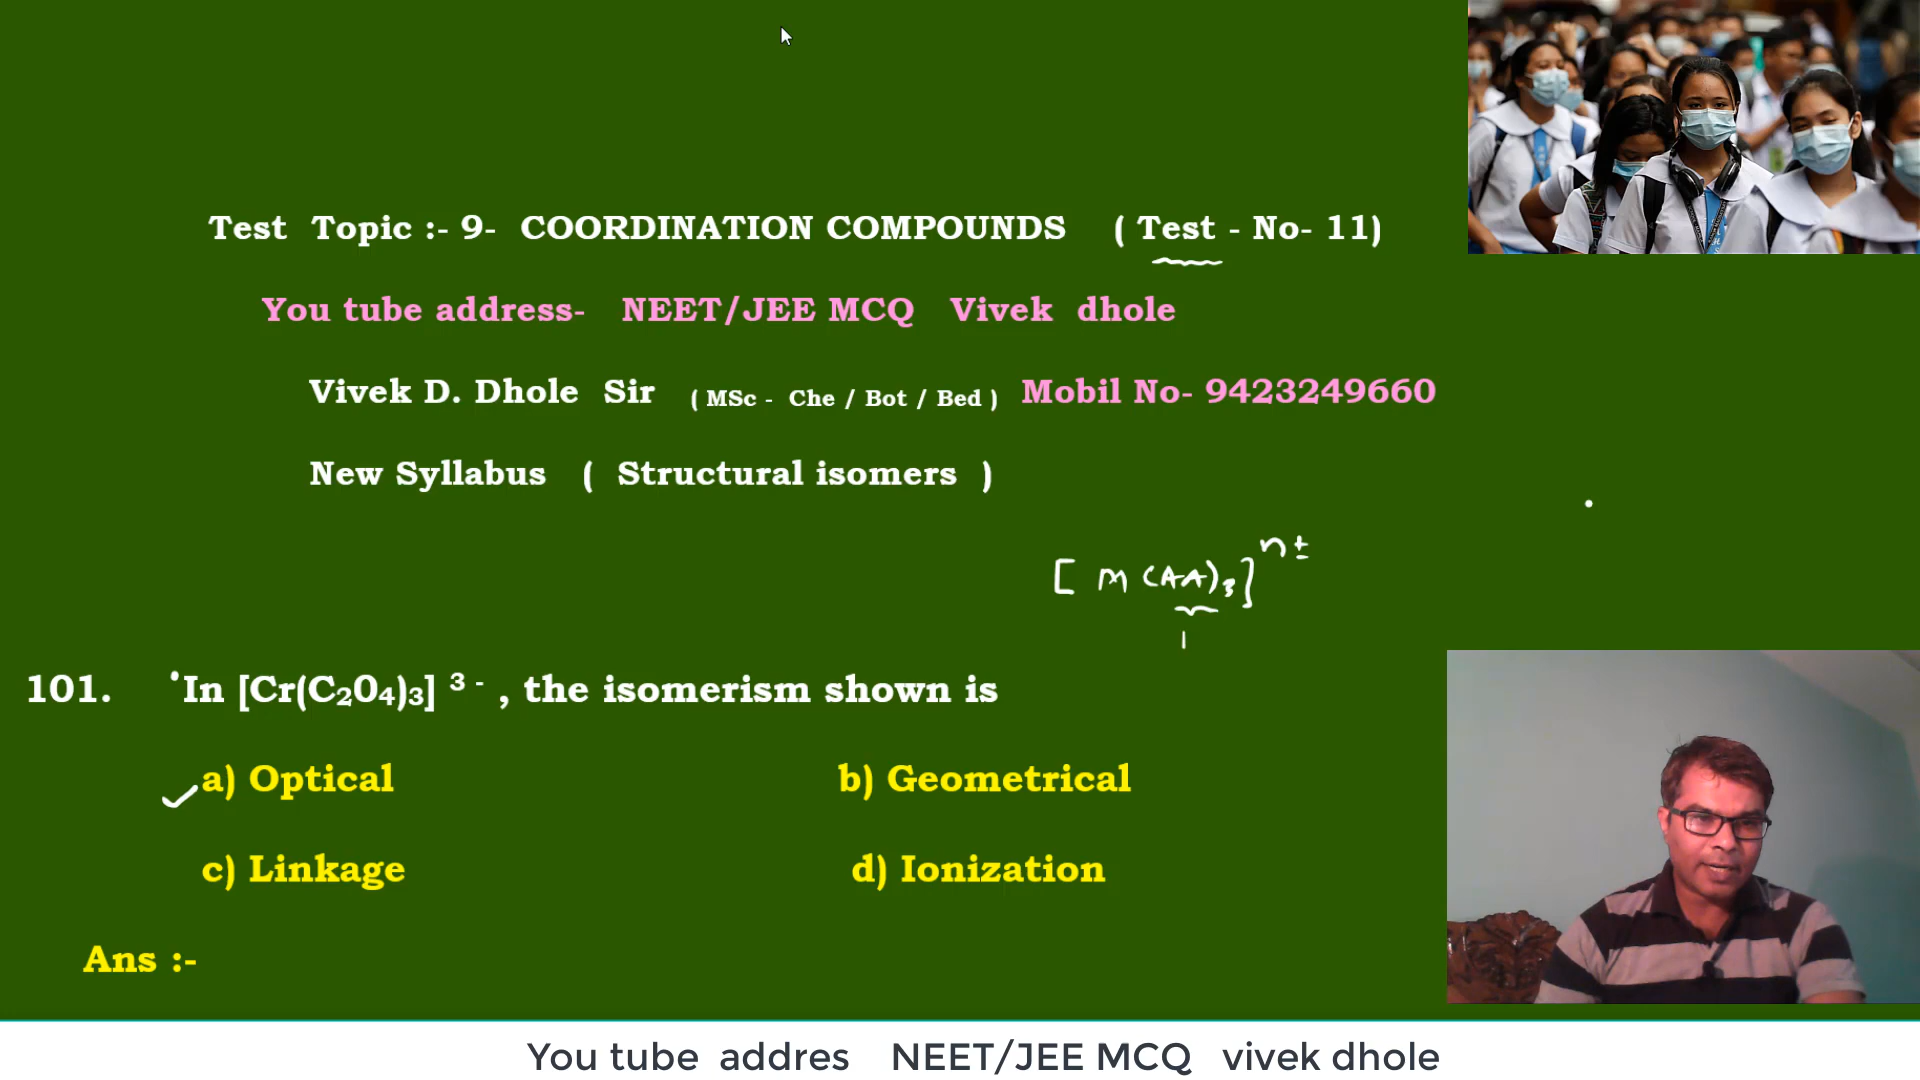 Test Topic :- 9- COORDINATION COMPOUNDS ( Test - No- 11)
You tube address- NEET/JEE MCQ Vivek dhole
Vivek D. Dhole Sir ( MSc - Che / Bot / Bed ) Mobil No- 9423249660
New Syllabus ( Structural isomers )
[ M (AA)₃]ⁿ±
101. In [Cr(C₂O₄)₃] ³⁻ , the isomerism shown is
a) Optical b) Geometrical
c) Linkage d) Ionization
Ans :-
You tube addres NEET/JEE MCQ vivek dhole